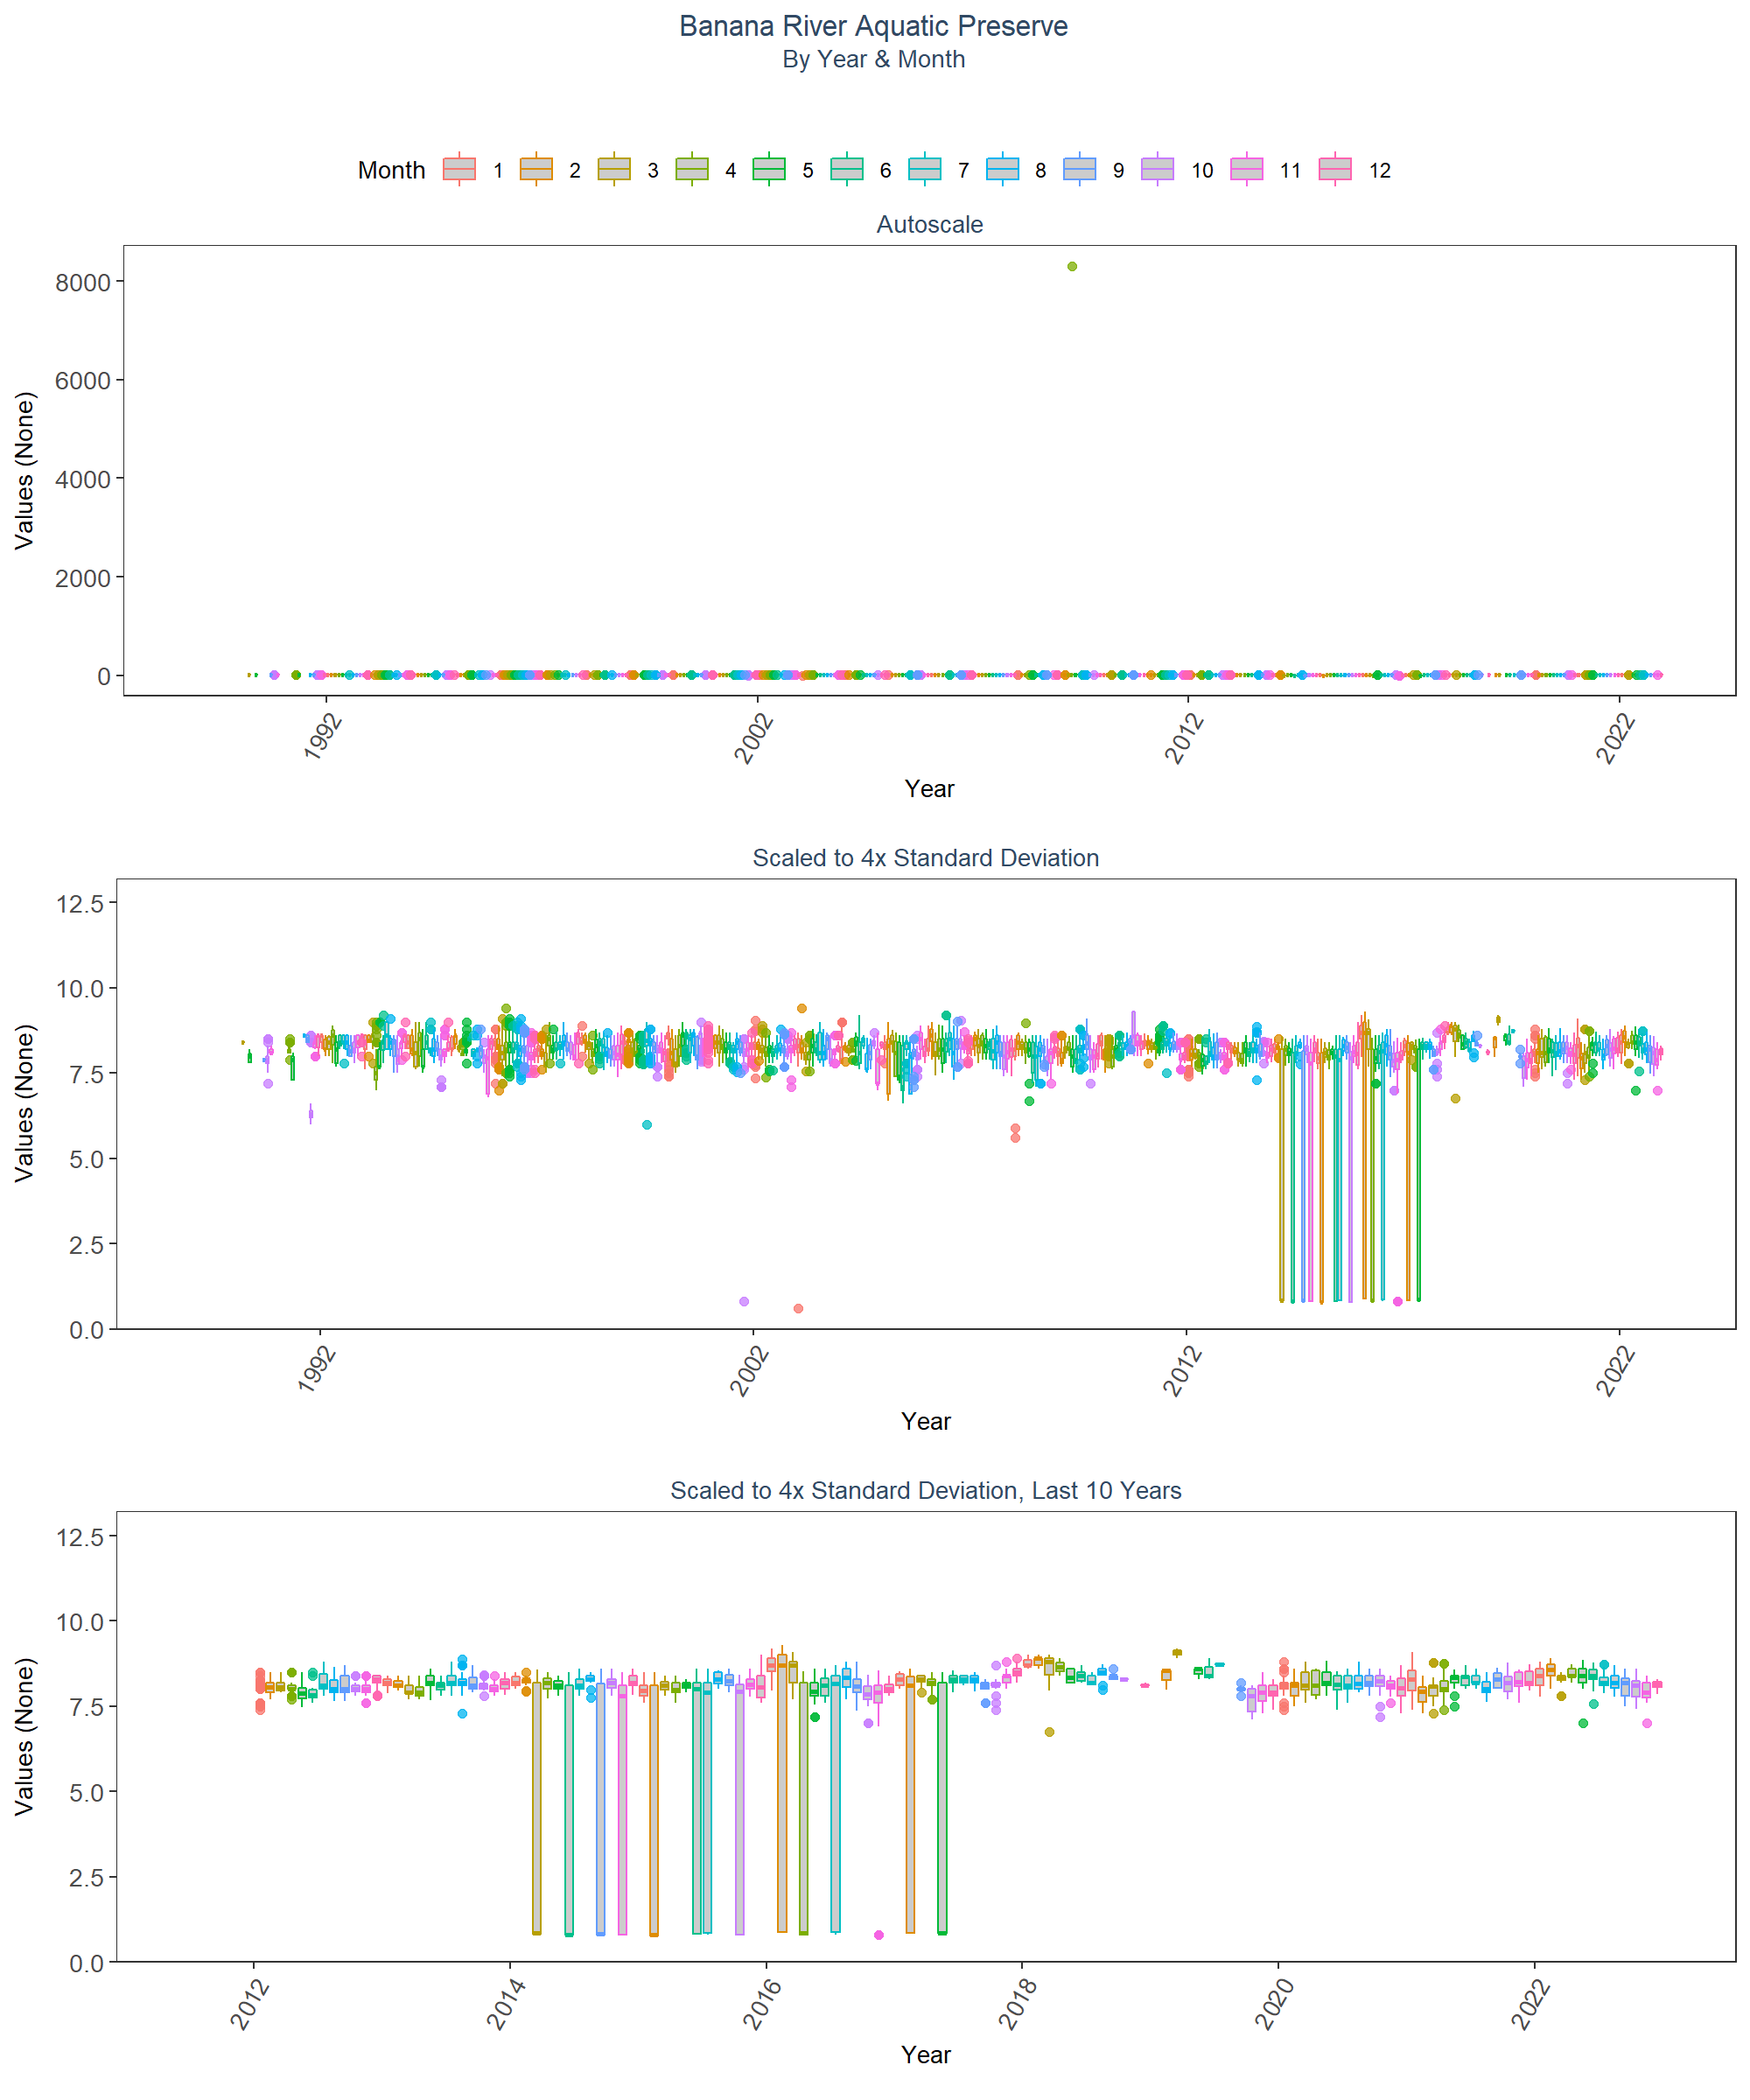 Banana River Aquatic Preserve
By Year & Month
Month 1 2 3 4 5 6 7 8 9 10 11 12
Autoscale
Values (None)
8000
6000
4000
2000
0
1992 2002 2012 2022
Year
Scaled to 4x Standard Deviation
Values (None)
12.5
10.0
7.5
5.0
2.5
0.0
1992 2002 2012 2022
Year
Scaled to 4x Standard Deviation, Last 10 Years
Values (None)
12.5
10.0
7.5
5.0
2.5
0.0
2012 2014 2016 2018 2020 2022
Year